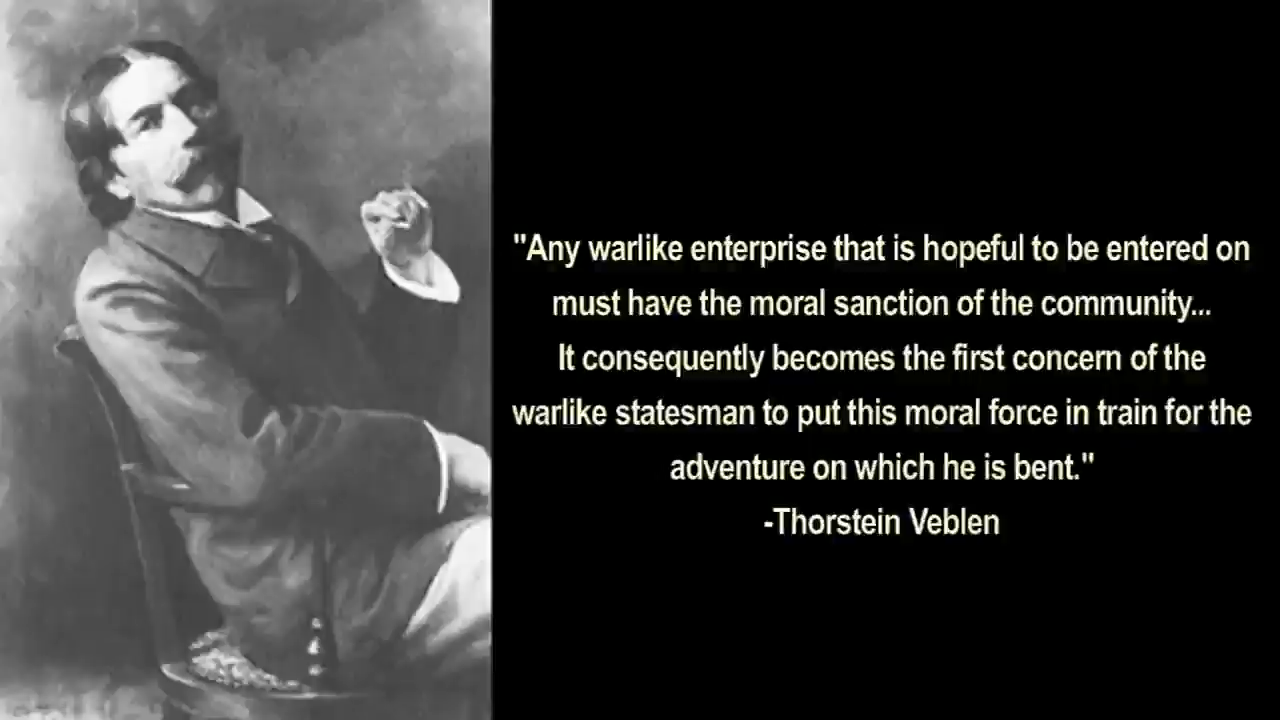 "Any warlike enterprise that is hopeful to be entered on
must have the moral sanction of the community...
It consequently becomes the first concern of the
warlike statesman to put this moral force in train for the
adventure on which he is bent."
-Thorstein Veblen